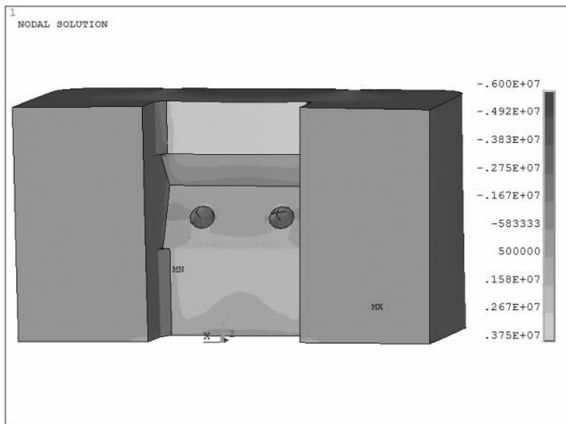 1
NODAL SOLUTION
-.600E+07
-.492E+07
-.383E+07
-.275E+07
-.167E+07
-583333
500000
.158E+07
.267E+07
.375E+07
MN
MX
X Z